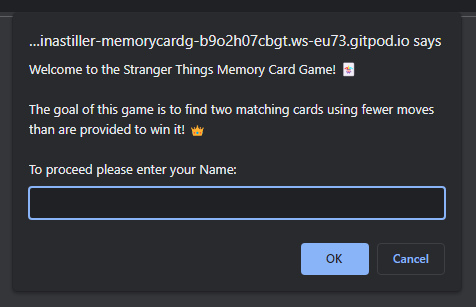 ...inastiller-memorycardg-b9o2h07cbgt.ws-eu73.gitpod.io says
Welcome to the Stranger Things Memory Card Game! 🃏
The goal of this game is to find two matching cards using fewer moves
than are provided to win it! 👑
To proceed please enter your Name:
OK
Cancel